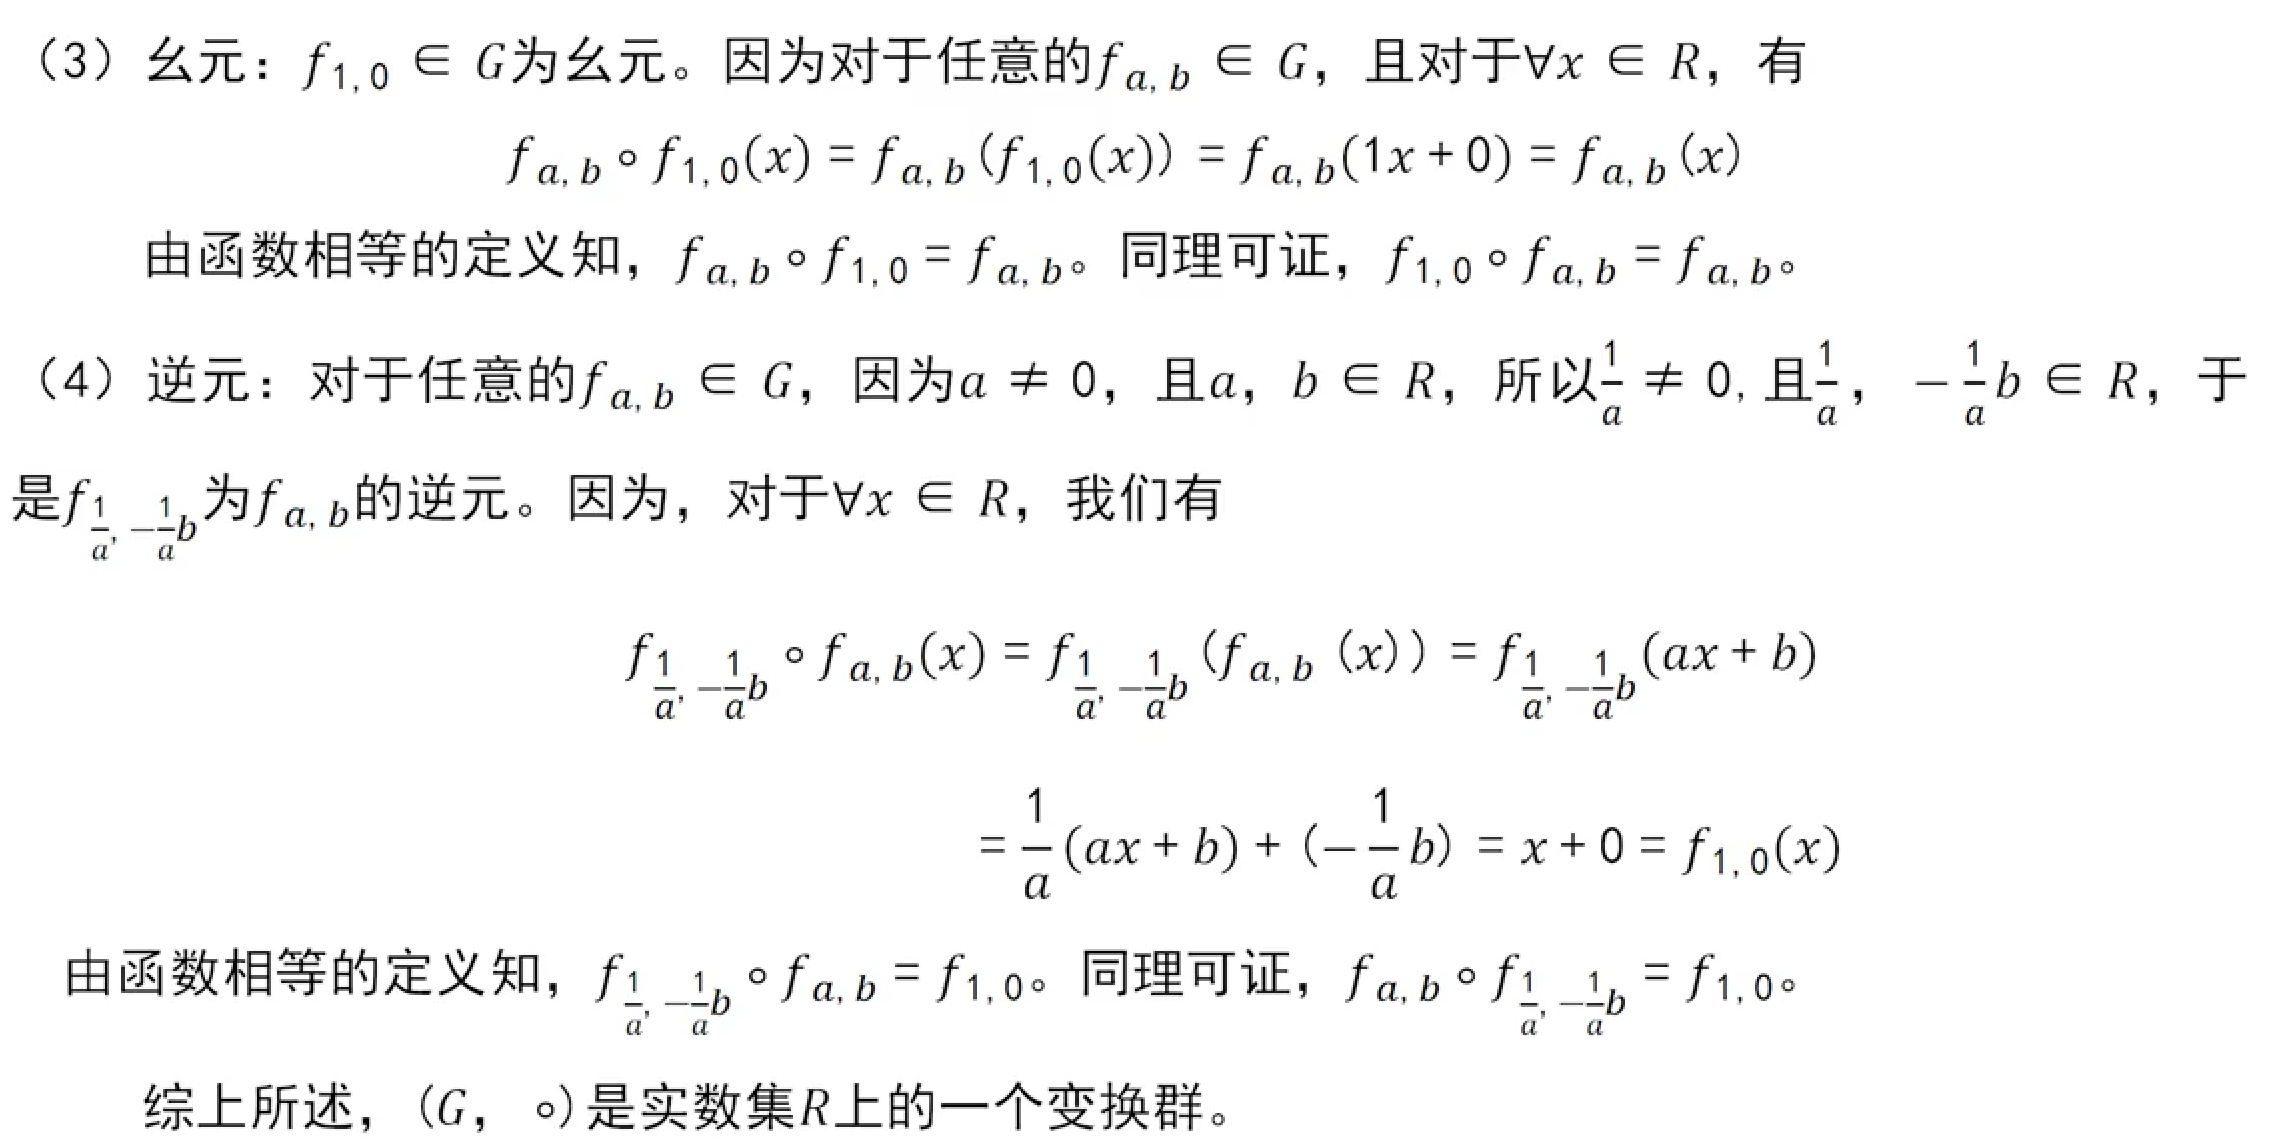 （3）幺元：$f_{1,0} \in G$为幺元。因为对于任意的$f_{a,b} \in G$，且对于$\forall x \in R$，有
$f_{a,b} \circ f_{1,0}(x) = f_{a,b}(f_{1,0}(x)) = f_{a,b}(1x+0) = f_{a,b}(x)$
由函数相等的定义知，$f_{a,b} \circ f_{1,0} = f_{a,b}$。同理可证，$f_{1,0} \circ f_{a,b} = f_{a,b}$。
（4）逆元：对于任意的$f_{a,b} \in G$，因为$a \neq 0$，且$a，b \in R$，所以$\frac{1}{a} \neq 0$,且$\frac{1}{a}$，$-\frac{1}{a}b \in R$，于
是$f_{\frac{1}{a},-\frac{1}{a}b}$为$f_{a,b}$的逆元。因为，对于$\forall x \in R$，我们有
$f_{\frac{1}{a},-\frac{1}{a}b} \circ f_{a,b}(x) = f_{\frac{1}{a},-\frac{1}{a}b}(f_{a,b}(x)) = f_{\frac{1}{a},-\frac{1}{a}b}(ax+b)$
$= \frac{1}{a}(ax+b) + (-\frac{1}{a}b) = x+0 = f_{1,0}(x)$
由函数相等的定义知，$f_{\frac{1}{a},-\frac{1}{a}b} \circ f_{a,b} = f_{1,0}$。同理可证，$f_{a,b} \circ f_{\frac{1}{a},-\frac{1}{a}b} = f_{1,0}$。
综上所述，$(G，\circ)$是实数集$R$上的一个变换群。